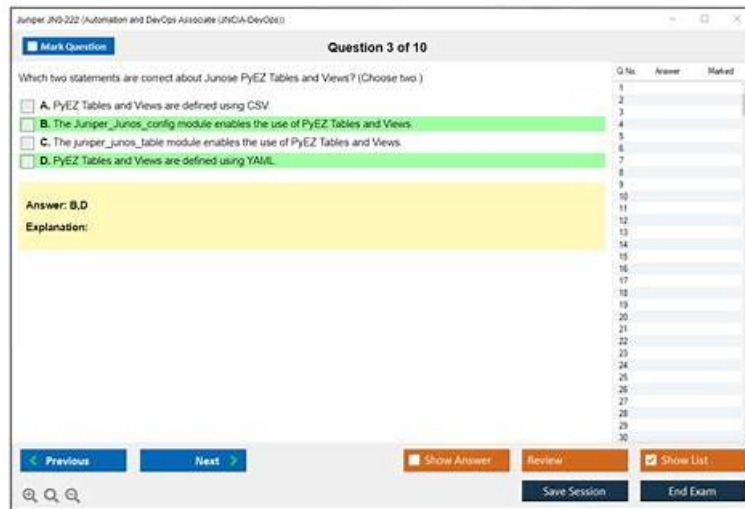 Juniper JN0-222 (Automation and DevOps Associate (JNCIA-DevOps))
Mark Question
Question 3 of 10
Which two statements are correct about Junose PyEZ Tables and Views? (Choose two.)
A. PyEZ Tables and Views are defined using CSV.
B. The Juniper_Junos_config module enables the use of PyEZ Tables and Views.
C. The juniper_junos_table module enables the use of PyEZ Tables and Views.
D. PyEZ Tables and Views are defined using YAML.
Answer: B,D
Explanation:
Q No. Answer Marked
1
2
3
4
5
6
7
8
9
10
11
12
13
14
15
16
17
18
19
20
21
22
23
24
25
26
27
28
29
30
Previous
Next
Show Answer
Review
Show List
Save Session
End Exam